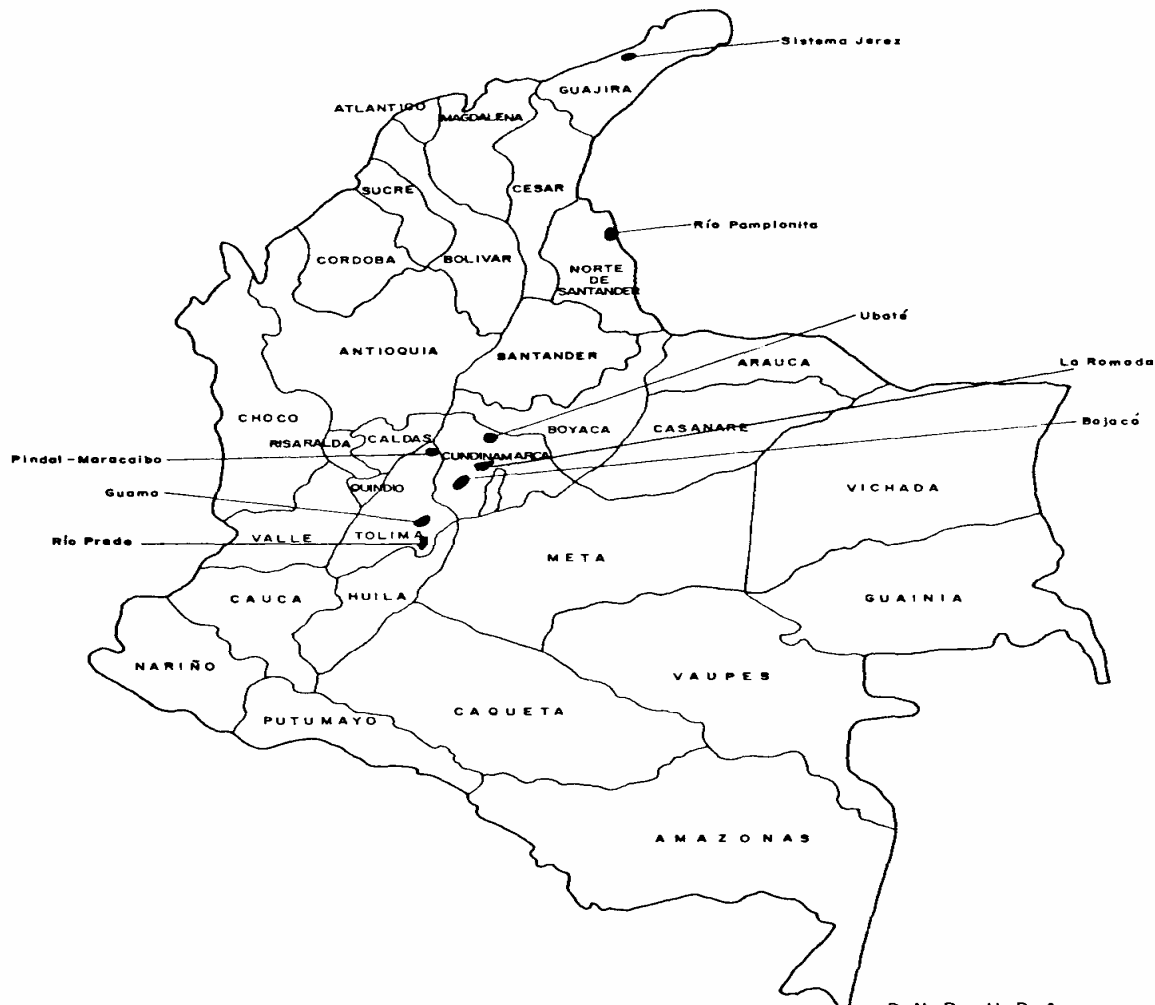 Sistema Jerez
GUAJIRA
ATLANTICO
MAGDALENA
SUCRE
CESAR
Río Pamplonita
CORDOBA
BOLIVAR
NORTE
DE
SANTANDER
Ubaté
ANTIOQUIA
SANTANDER
ARAUCA
La Ramada
CHOCO
RISARALDA
CALDAS
BOYACA
CASANARE
Bojacó
Pindal-Maracaibo
CUNDINAMARCA
QUINDIO
VICHADA
Guamo
Río Prado
VALLE
TOLIMA
META
CAUCA
HUILA
GUAINIA
NARIÑO
VAUPES
PUTUMAYO
CAQUETA
AMAZONAS